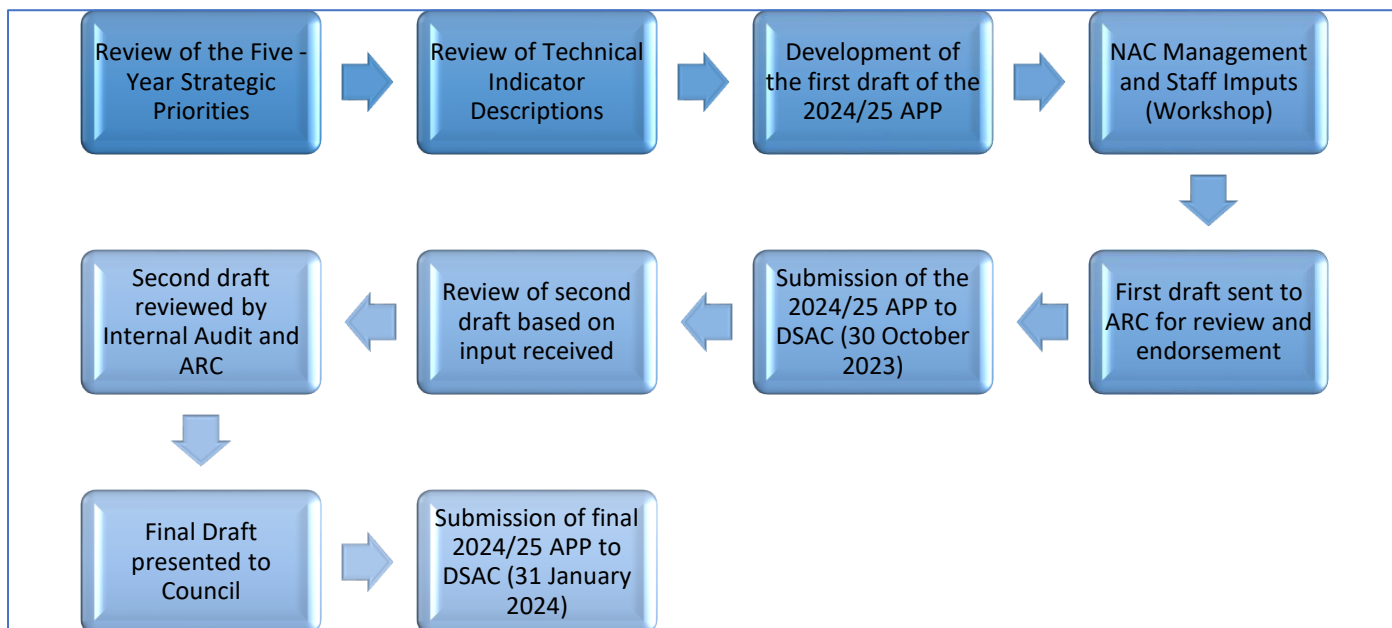 Review of the Five -
Year Strategic
Priorities
Review of Technical
Indicator
Descriptions
Development of
the first draft of the
2024/25 APP
NAC Management
and Staff Imputs
(Workshop)
First draft sent to
ARC for review and
endorsement
Submission of the
2024/25 APP to
DSAC (30 October
2023)
Review of second
draft based on
input received
Second draft
reviewed by
Internal Audit and
ARC
Final Draft
presented to
Council
Submission of final
2024/25 APP to
DSAC (31 January
2024)